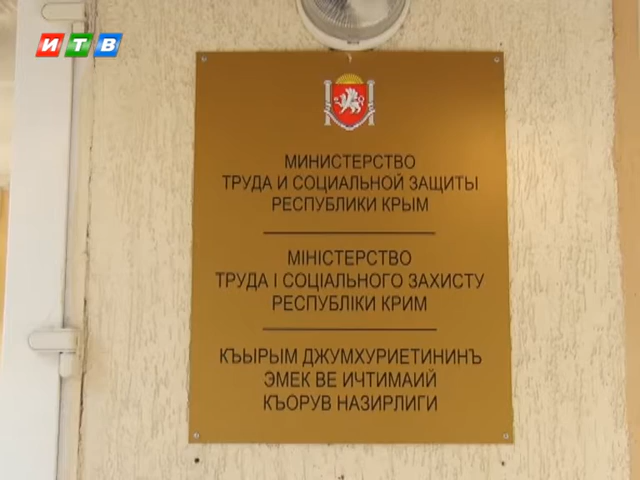 ИТВ
МИНИСТЕРСТВО
ТРУДА И СОЦИАЛЬНОЙ ЗАЩИТЫ
РЕСПУБЛИКИ КРЫМ
МІНІСТЕРСТВО
ТРУДА І СОЦІАЛЬНОГО ЗАХИСТУ
РЕСПУБЛІКИ КРИМ
КЪЫРЫМ ДЖУМХУРИЕТИНИНЪ
ЭМЕК ВЕ ИЧТИМАИЙ
КЪОРУВ НАЗИРЛИГИ